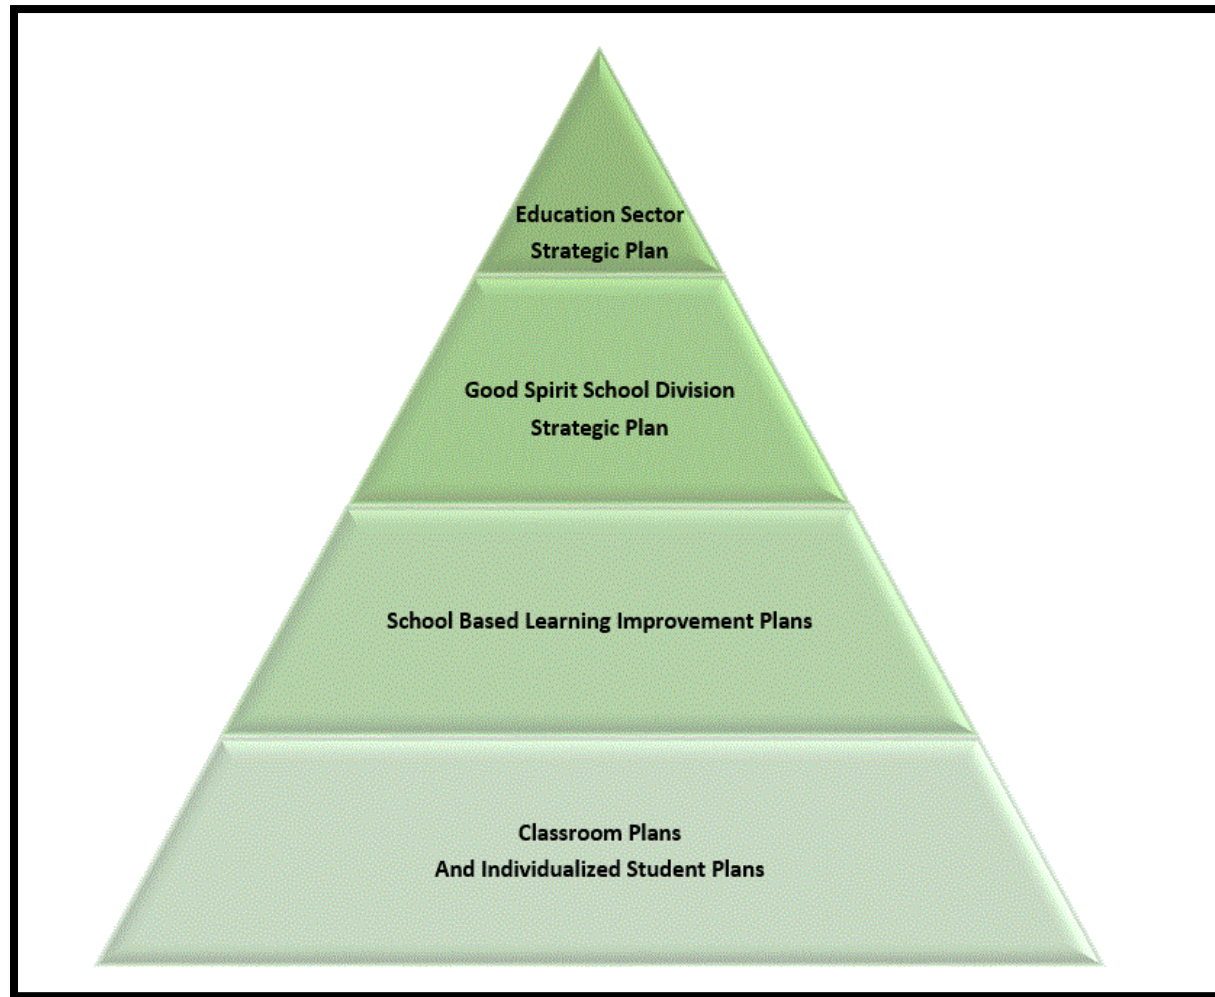 Education Sector
Strategic Plan
Good Spirit School Division
Strategic Plan
School Based Learning Improvement Plans
Classroom Plans
And Individualized Student Plans